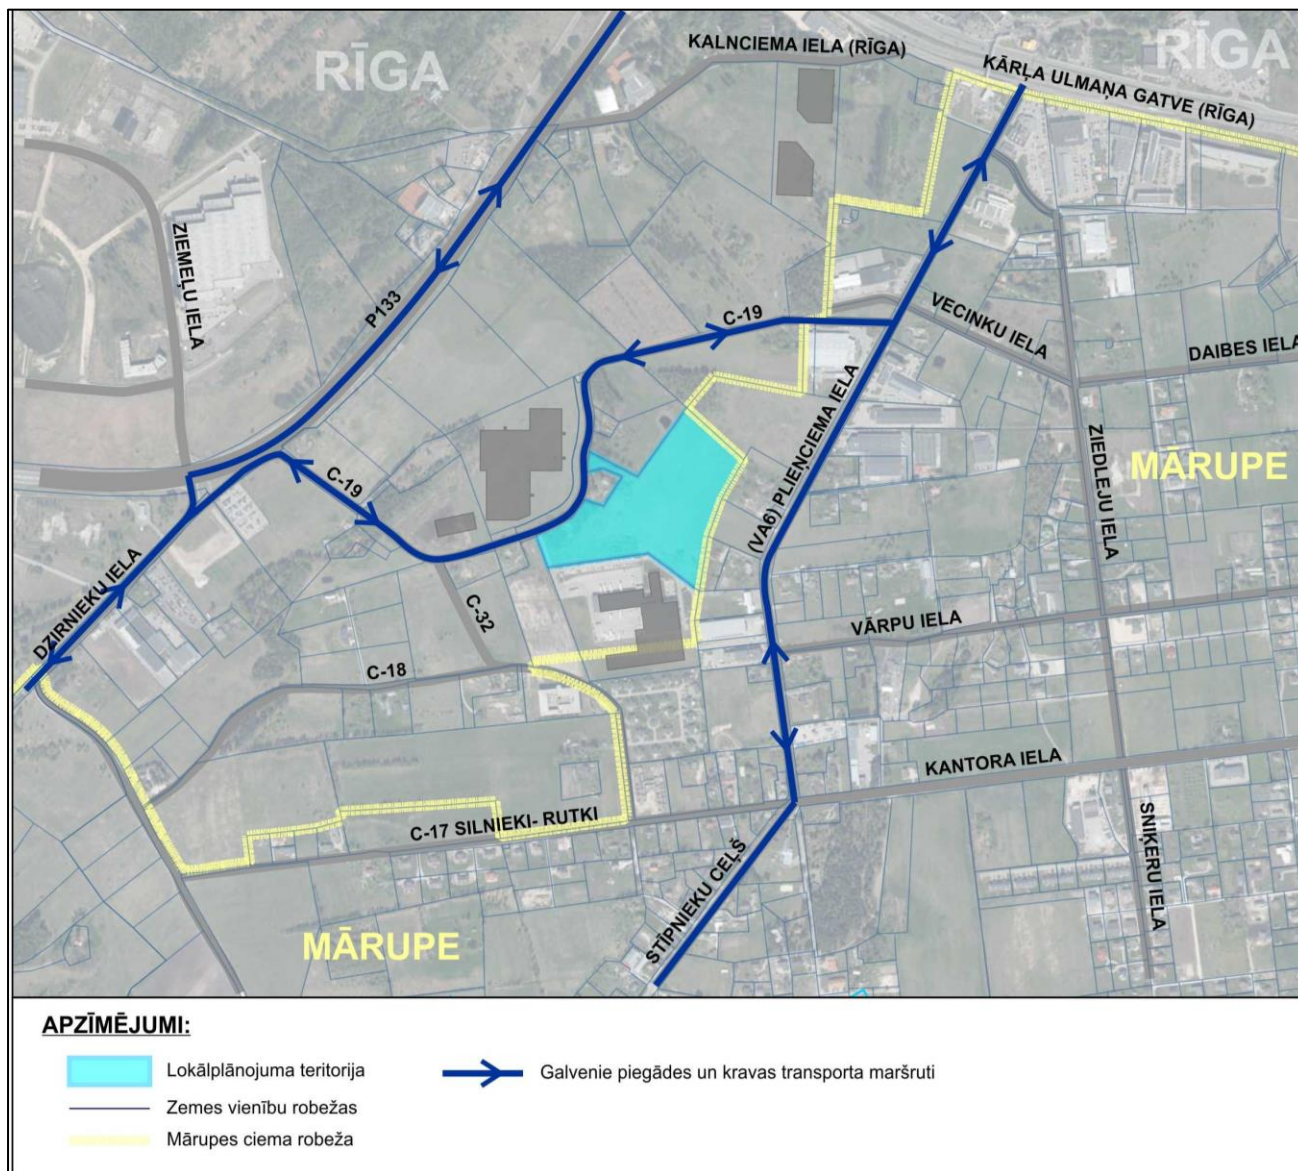 RĪGA
KALNCIEMA IELA (RĪGA)
RĪGA
KĀRĻA ULMAŅA GATVE (RĪGA)
ZIEMEĻU IELA
P133
C-19
VECINKU IELA
DAIBES IELA
(VA6) PLIEŅCIEMA IELA
ZIEDLEJU IELA
MĀRUPE
C-19
DZIRNIEKU IELA
C-32
VĀRPU IELA
C-18
KANTORA IELA
C-17 SILNIEKI- RUTKI
SNIĶERU IELA
STĪPNIEKU CEĻŠ
MĀRUPE
APZĪMĒJUMI:
Lokālplānojuma teritorija
Galvenie piegādes un kravas transporta maršruti
Zemes vienību robežas
Mārupes ciema robeža